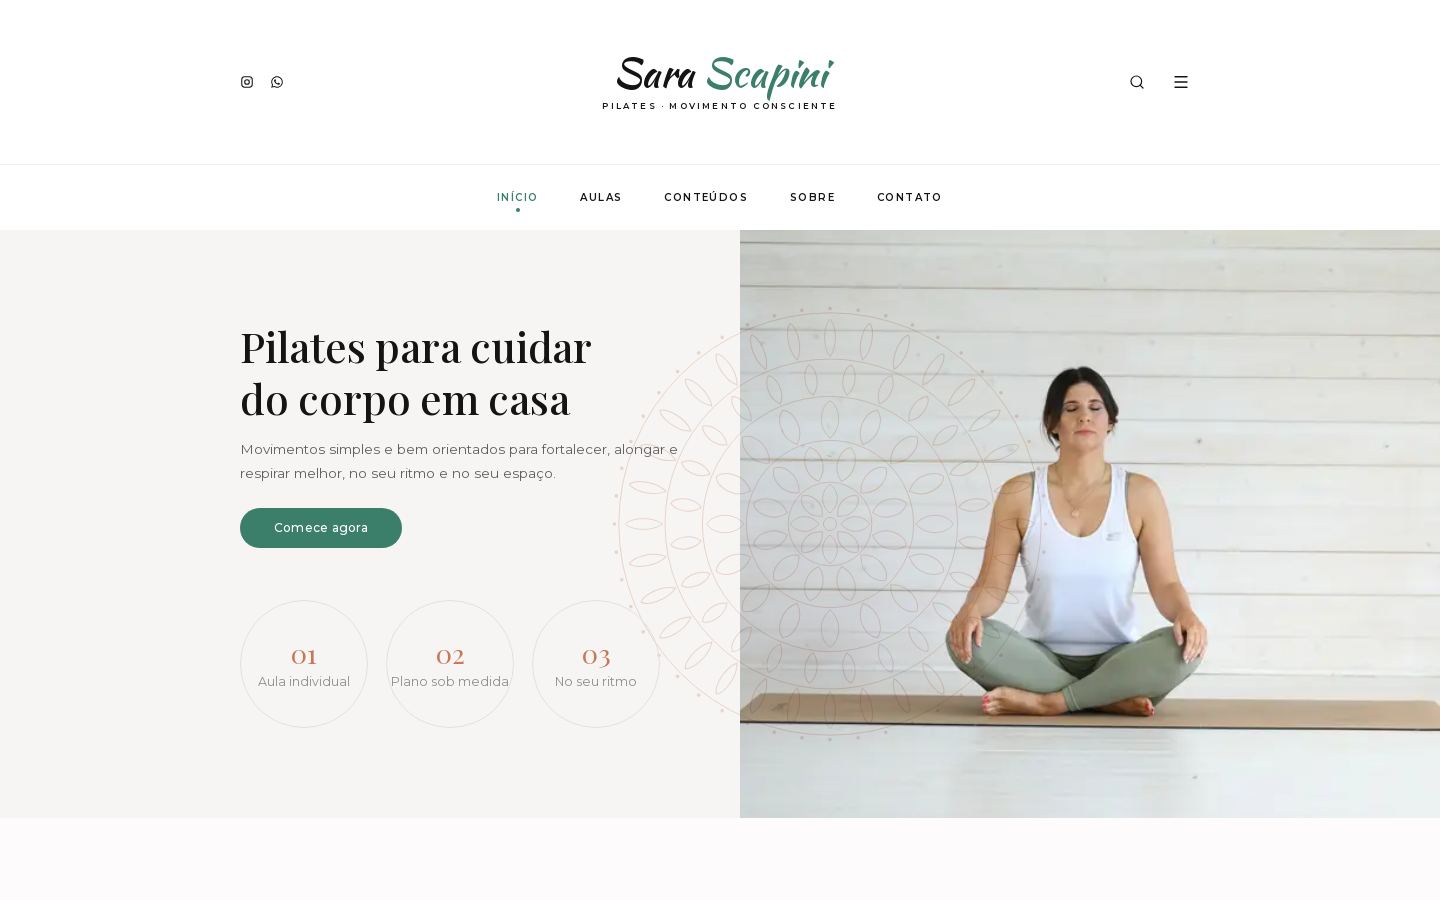 Sara Scapini
PILATES · MOVIMENTO CONSCIENTE
INÍCIO
AULAS
CONTEÚDOS
SOBRE
CONTATO
Pilates para cuidar
do corpo em casa
Movimentos simples e bem orientados para fortalecer, alongar e
respirar melhor, no seu ritmo e no seu espaço.
Comece agora
01
Aula individual
02
Plano sob medida
03
No seu ritmo